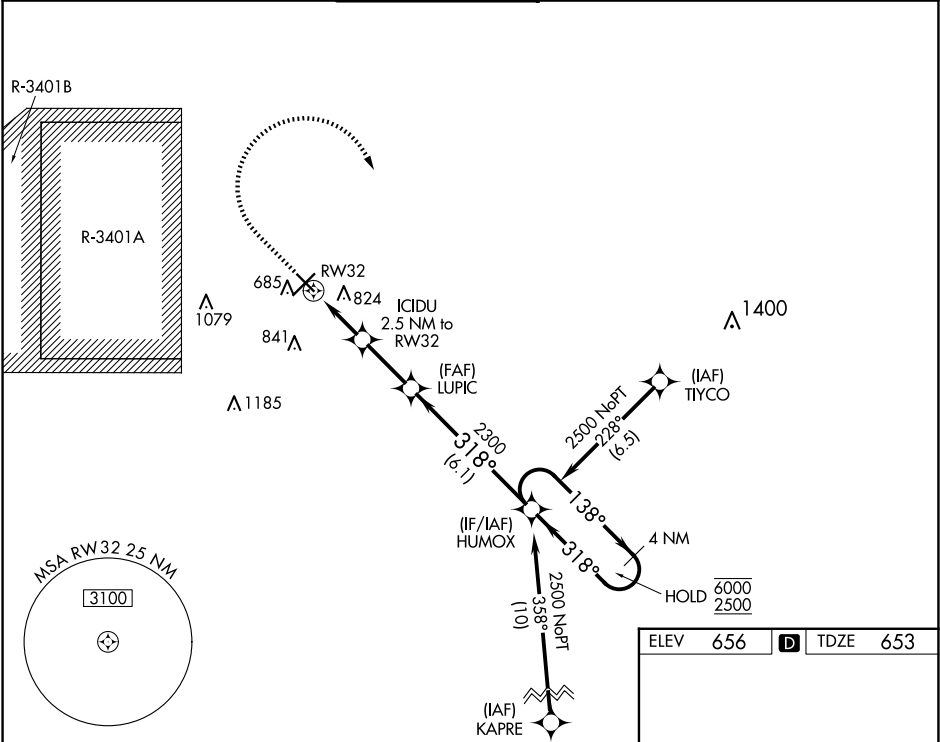 R-3401B
R-3401A
RW32
685
824
1079
841
ICIDU
2.5 NM to
RW32
1400
(FAF)
LUPIC
(IAF)
TIYCO
1185
2500 NoPT
228°
(6.5)
2300
318°
(6.1)
138°
(IF/IAF)
HUMOX
318°
4 NM
HOLD
6000
2500
MSA RW32 25 NM
3100
2500 NoPT
358°
(10)
ELEV 656 D TDZE 653
(IAF)
KAPRE